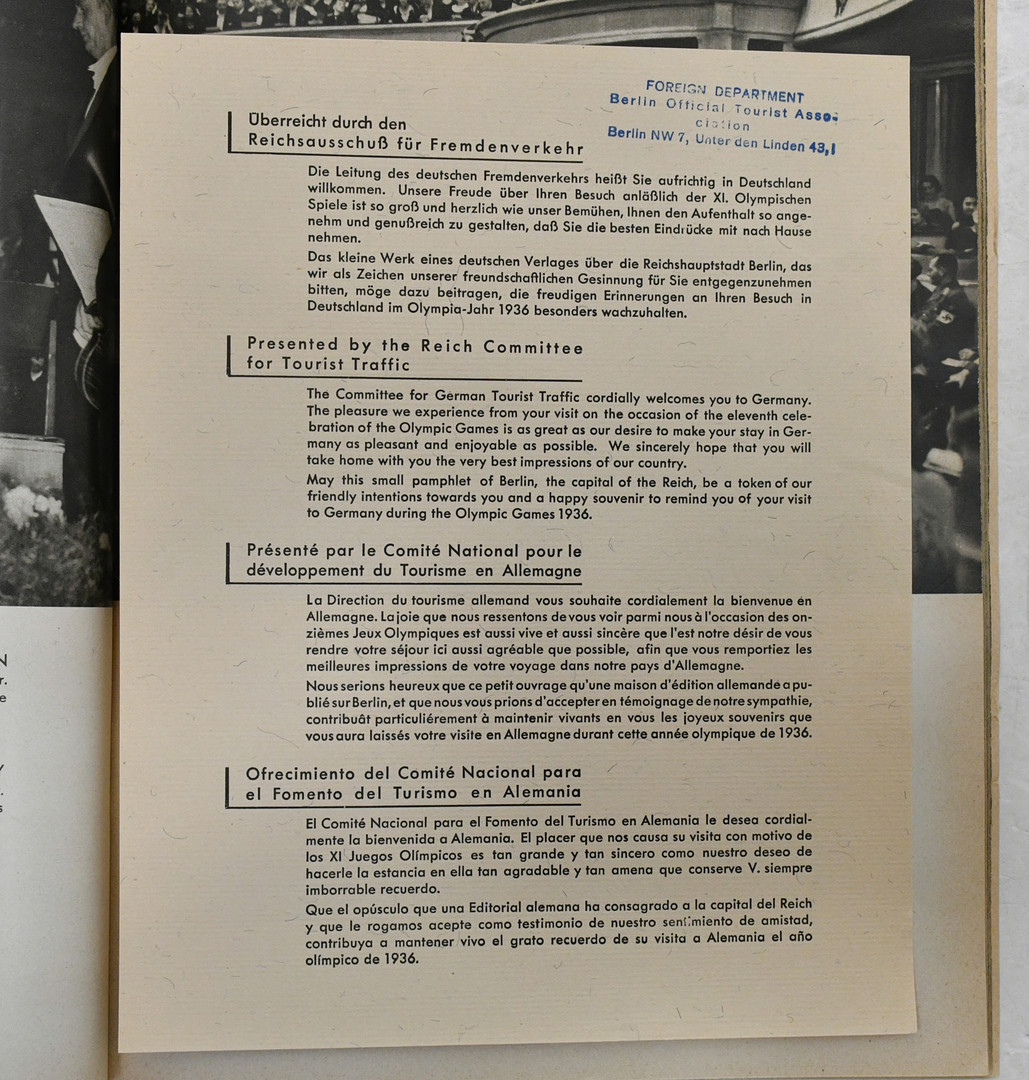 FOREIGN DEPARTMENT
Berlin Official Tourist Asso-
ciation
Berlin NW 7, Unter den Linden 43,I
Überreicht durch den
Reichsausschuß für Fremdenverkehr
Die Leitung des deutschen Fremdenverkehrs heißt Sie aufrichtig in Deutschland
willkommen. Unsere Freude über Ihren Besuch anläßlich der XI. Olympischen
Spiele ist so groß und herzlich wie unser Bemühen, Ihnen den Aufenthalt so ange-
nehm und genußreich zu gestalten, daß Sie die besten Eindrücke mit nach Hause
nehmen.
Das kleine Werk eines deutschen Verlages über die Reichshauptstadt Berlin, das
wir als Zeichen unserer freundschaftlichen Gesinnung für Sie entgegenzunehmen
bitten, möge dazu beitragen, die freudigen Erinnerungen an Ihren Besuch in
Deutschland im Olympia-Jahr 1936 besonders wachzuhalten.
Presented by the Reich Committee
for Tourist Traffic
The Committee for German Tourist Traffic cordially welcomes you to Germany.
The pleasure we experience from your visit on the occasion of the eleventh cele-
bration of the Olympic Games is as great as our desire to make your stay in Ger-
many as pleasant and enjoyable as possible. We sincerely hope that you will
take home with you the very best impressions of our country.
May this small pamphlet of Berlin, the capital of the Reich, be a token of our
friendly intentions towards you and a happy souvenir to remind you of your visit
to Germany during the Olympic Games 1936.
Présenté par le Comité National pour le
développement du Tourisme en Allemagne
La Direction du tourisme allemand vous souhaite cordialement la bienvenue en
Allemagne. La joie que nous ressentons de vous voir parmi nous à l'occasion des on-
zièmes Jeux Olympiques est aussi vive et aussi sincère que l'est notre désir de vous
rendre votre séjour ici aussi agréable que possible, afin que vous remportiez les
meilleures impressions de votre voyage dans notre pays d'Allemagne.
Nous serions heureux que ce petit ouvrage qu'une maison d'édition allemande a pu-
blié sur Berlin, et que nous vous prions d'accepter en témoignage de notre sympathie,
contribuât particuliérement à maintenir vivants en vous les joyeux souvenirs que
vous aura laissés votre visite en Allemagne durant cette année olympique de 1936.
Ofrecimiento del Comité Nacional para
el Fomento del Turismo en Alemania
El Comité Nacional para el Fomento del Turismo en Alemania le desea cordial-
mente la bienvenida a Alemania. El placer que nos causa su visita con motivo de
los XI Juegos Olímpicos es tan grande y tan sincero como nuestro deseo de
hacerle la estancia en ella tan agradable y tan amena que conserve V. siempre
imborrable recuerdo.
Que el opúsculo que una Editorial alemana ha consagrado a la capital del Reich
y que le rogamos acepte como testimonio de nuestro sentimiento de amistad,
contribuya a mantener vivo el grato recuerdo de su visita a Alemania el año
olímpico de 1936.